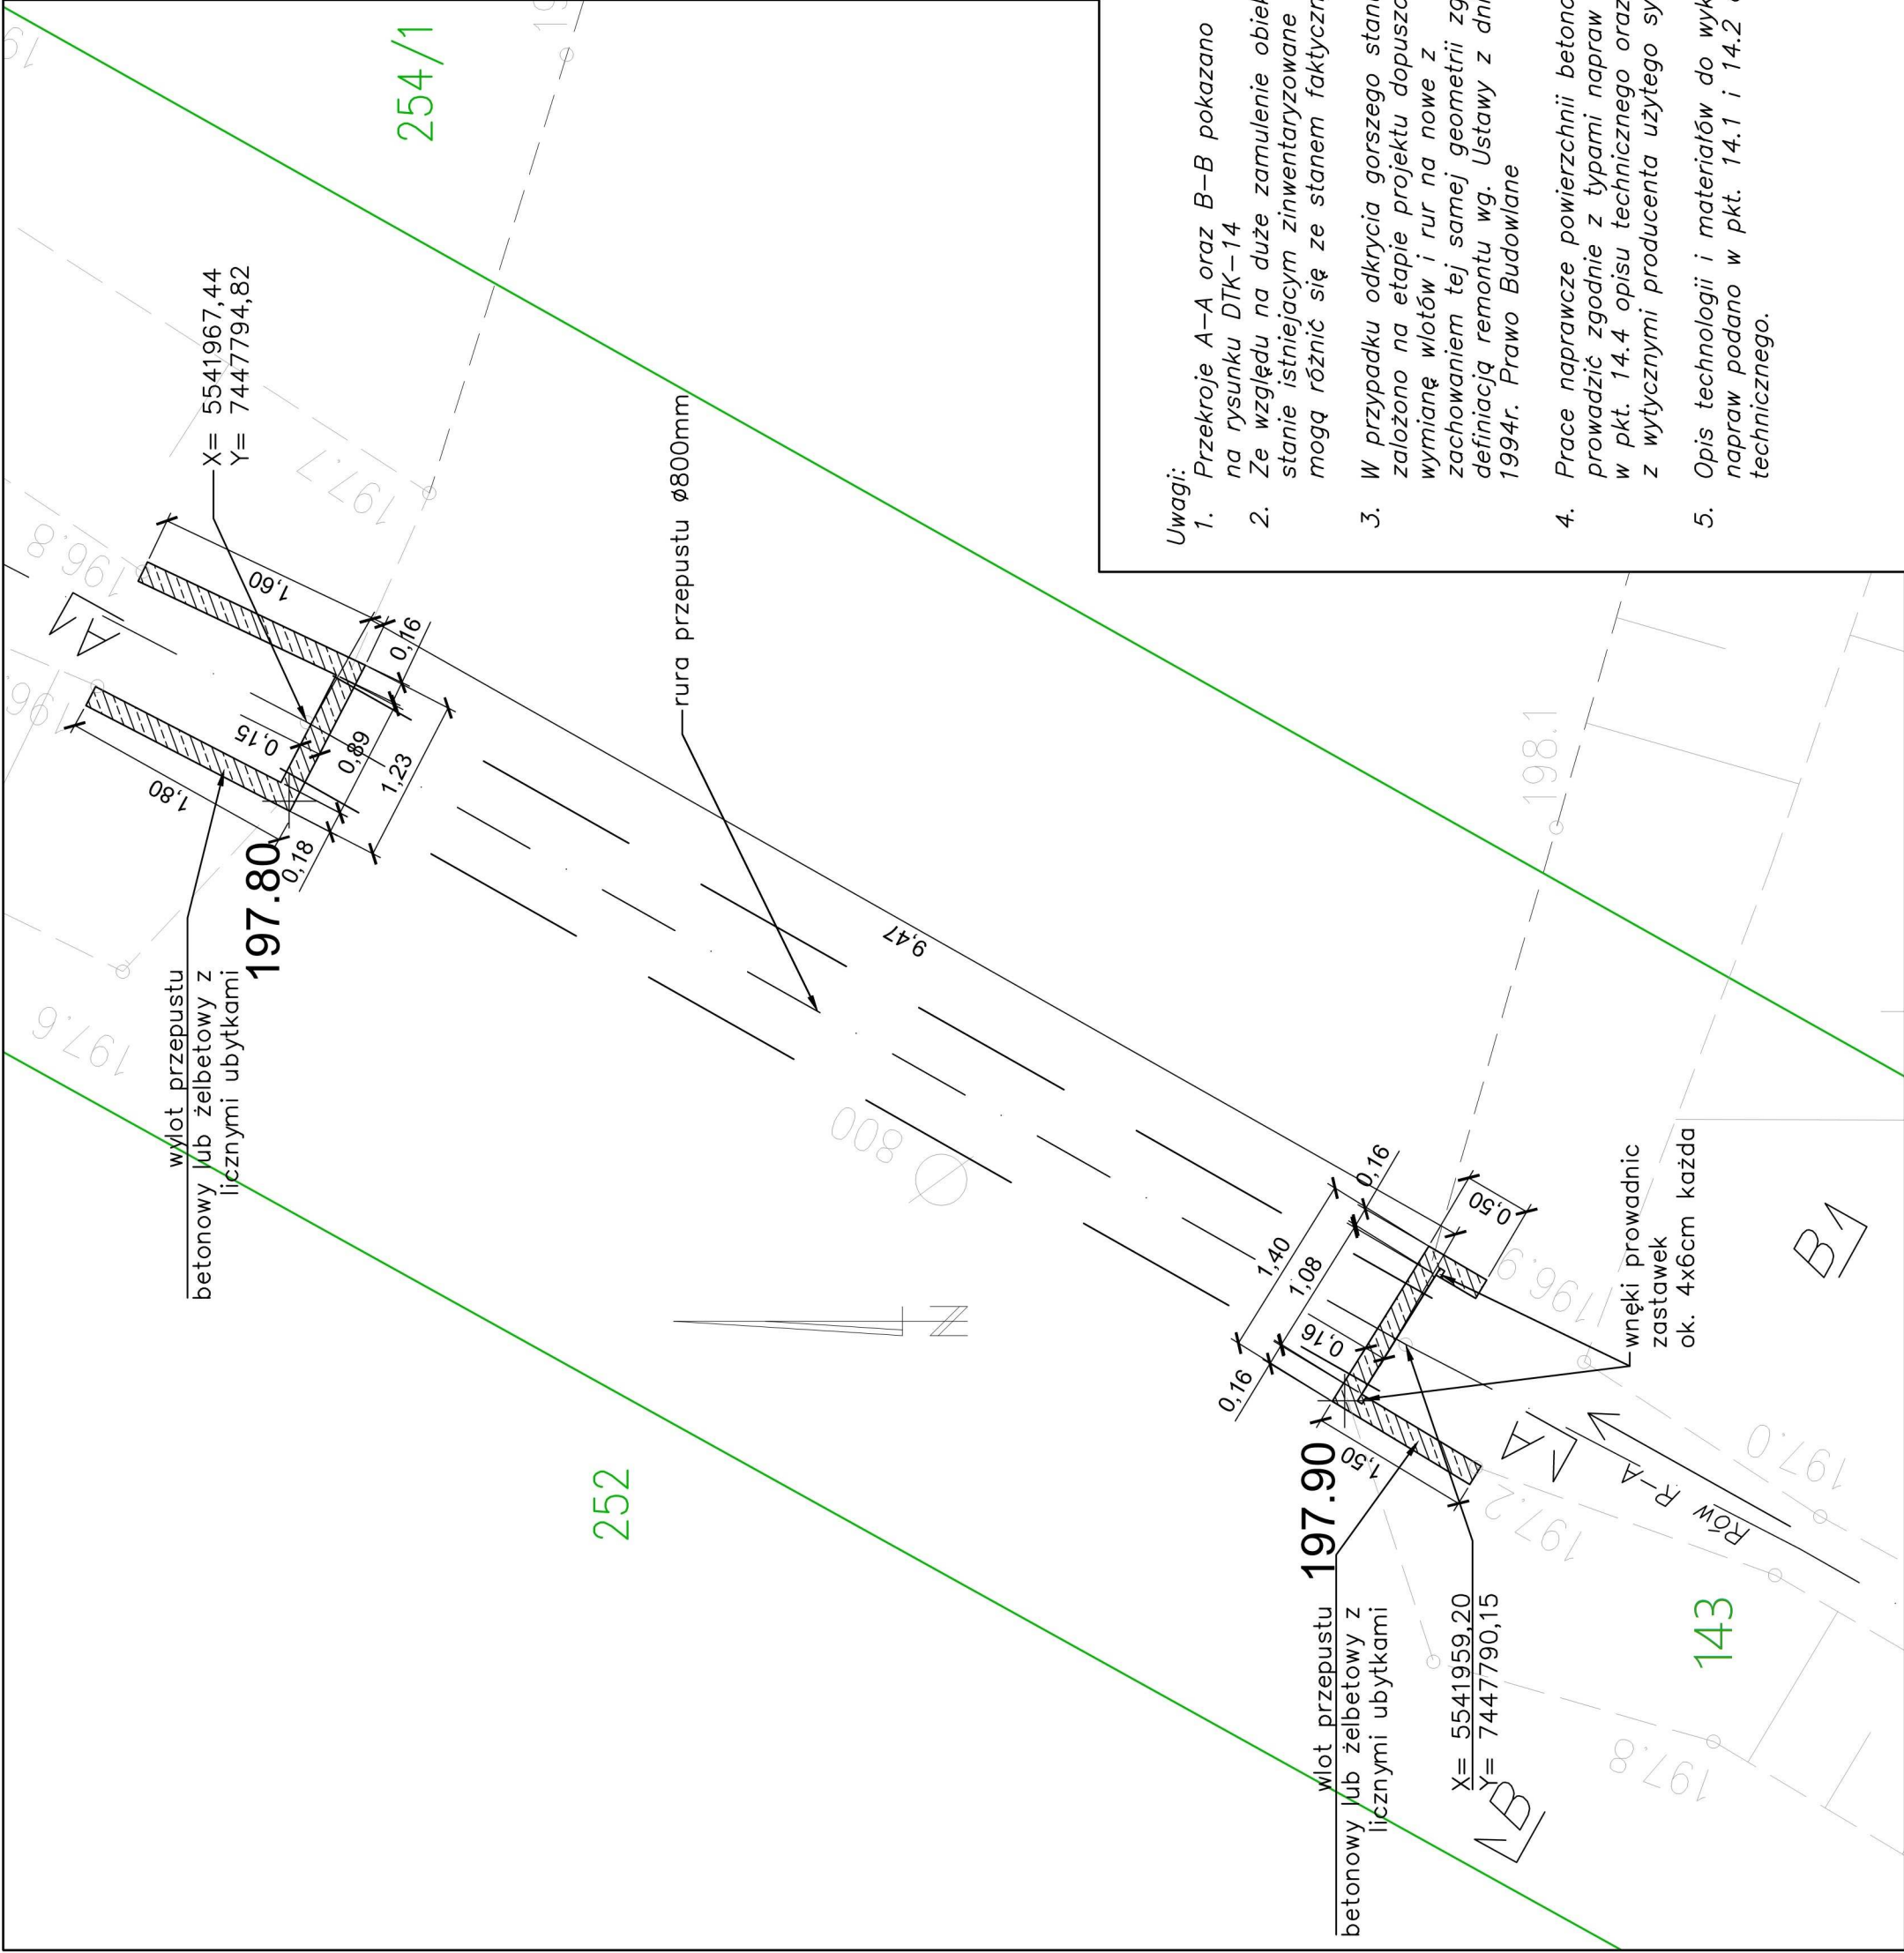 254/1
X= 5541967,44
Y= 7447794,82
197.7
196.8
A
1,60
0,16
0,15
0,89
1,23
1,80
0,18
197.80
wylot przepustu
betonowy lub żelbetowy z
licznymi ubytkami
197.6
rura przepustu ø800mm
9,47
800
N
252
198.1
0,16
1,40
1,08
0,16
0,16
0,50
1,50
196.9
wnęki prowadnic
zastawek
ok. 4x6cm każda
B
197.90
wlot przepustu
betonowy lub żelbetowy z
licznymi ubytkami
X= 5541959,20
Y= 7447790,15
A
Rów R-A
197.0
197.2
143
197.8
B
Uwagi:
1. Przekroje A-A oraz B-B pokazano
na rysunku DTK-14
2. Ze względu na duże zamulenie obiek
stanie istniejącym zinwentaryzowane
mogą różnić się ze stanem faktyczn
3. W przypadku odkrycia gorszego stan
założono na etapie projektu dopuszc
wymianę wlotów i rur na nowe z
zachowaniem tej samej geometrii zg
definiacją remontu wg. Ustawy z dni
1994r. Prawo Budowlane
4. Prace naprawcze powierzchnii betono
prowadzić zgodnie z typami napraw
w pkt. 14.4 opisu technicznego oraz
z wytycznymi producenta użytego sy
5. Opis technologii i materiałów do wyk
napraw podano w pkt. 14.1 i 14.2
technicznego.